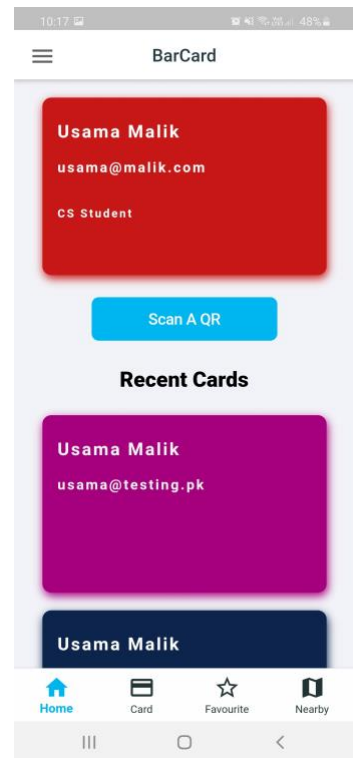 10:17
48%
BarCard
Usama Malik
usama@malik.com
CS Student
Scan A QR
Recent Cards
Usama Malik
usama@testing.pk
Usama Malik
Home Card Favourite Nearby